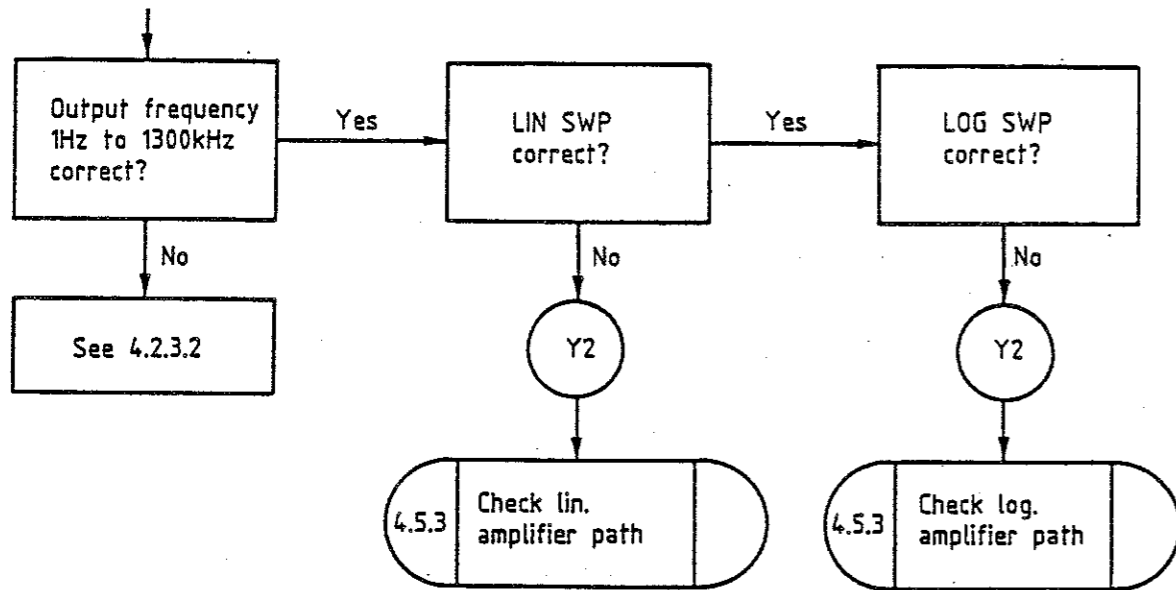 Output frequency
1Hz to 1300kHz
correct?
Yes
LIN SWP
correct?
Yes
LOG SWP
correct?
No
No
No
See 4.2.3.2
Y2
Y2
4.5.3
Check lin.
amplifier path
4.5.3
Check log.
amplifier path